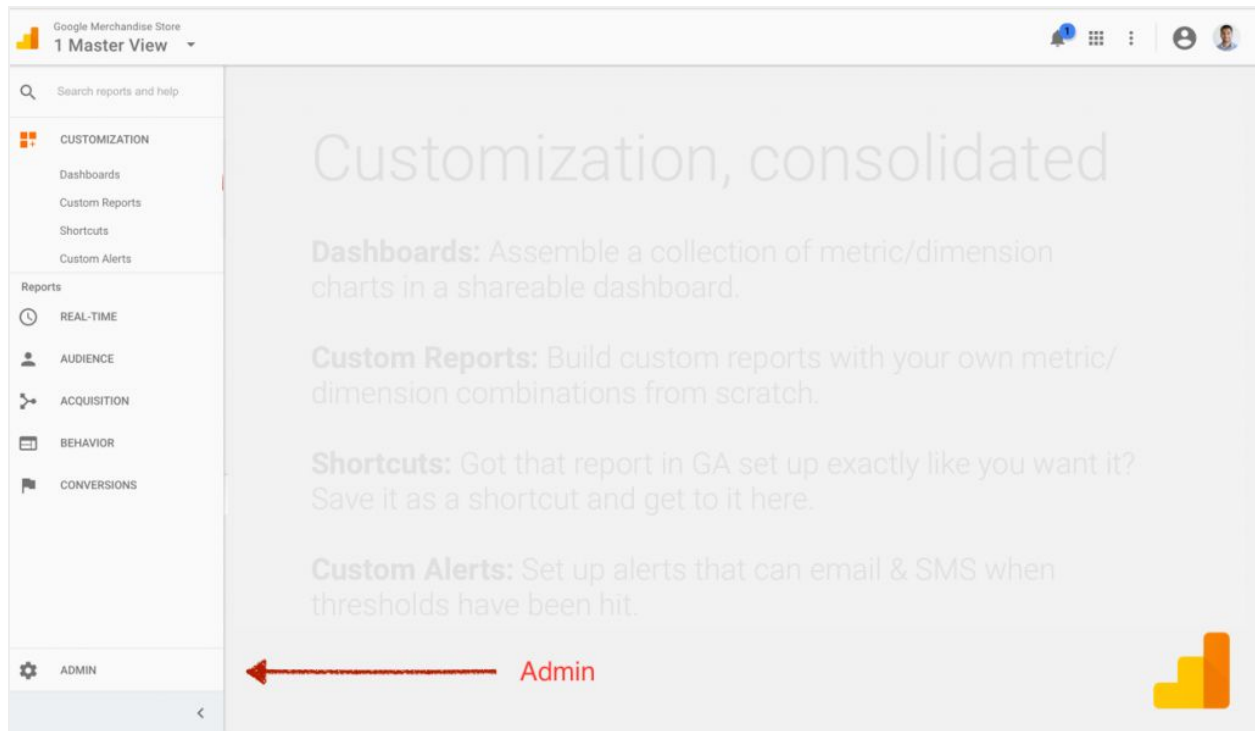 Google Merchandise Store
1 Master View
1
Search reports and help
CUSTOMIZATION
Dashboards
Custom Reports
Shortcuts
Custom Alerts
Reports
REAL-TIME
AUDIENCE
ACQUISITION
BEHAVIOR
CONVERSIONS
ADMIN
Customization, consolidated
Dashboards: Assemble a collection of metric/dimension
charts in a shareable dashboard.
Custom Reports: Build custom reports with your own metric/
dimension combinations from scratch.
Shortcuts: Got that report in GA set up exactly like you want it?
Save it as a shortcut and get to it here.
Custom Alerts: Set up alerts that can email & SMS when
thresholds have been hit.
Admin